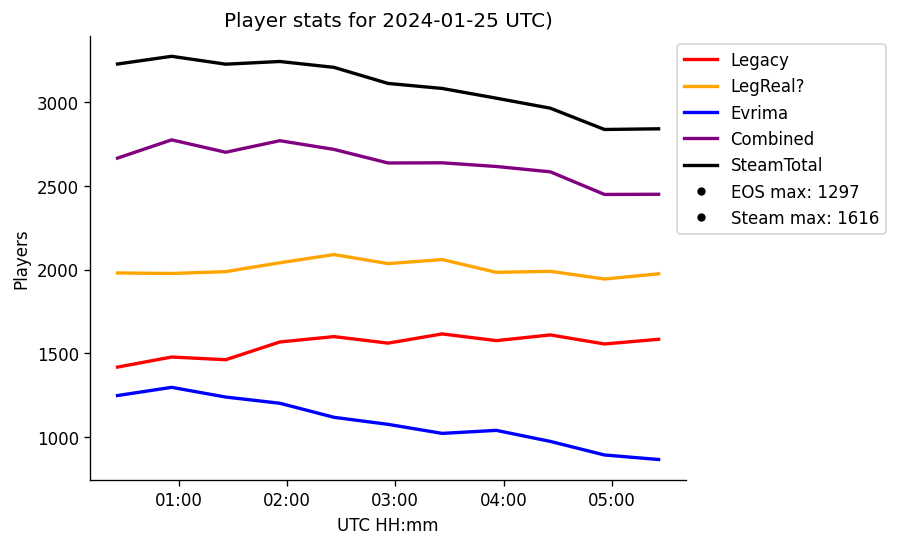 Player stats for 2024-01-25 UTC)
Players
3000
2500
2000
1500
1000
01:00 02:00 03:00 04:00 05:00
UTC HH:mm
Legacy
LegReal?
Evrima
Combined
SteamTotal
EOS max: 1297
Steam max: 1616